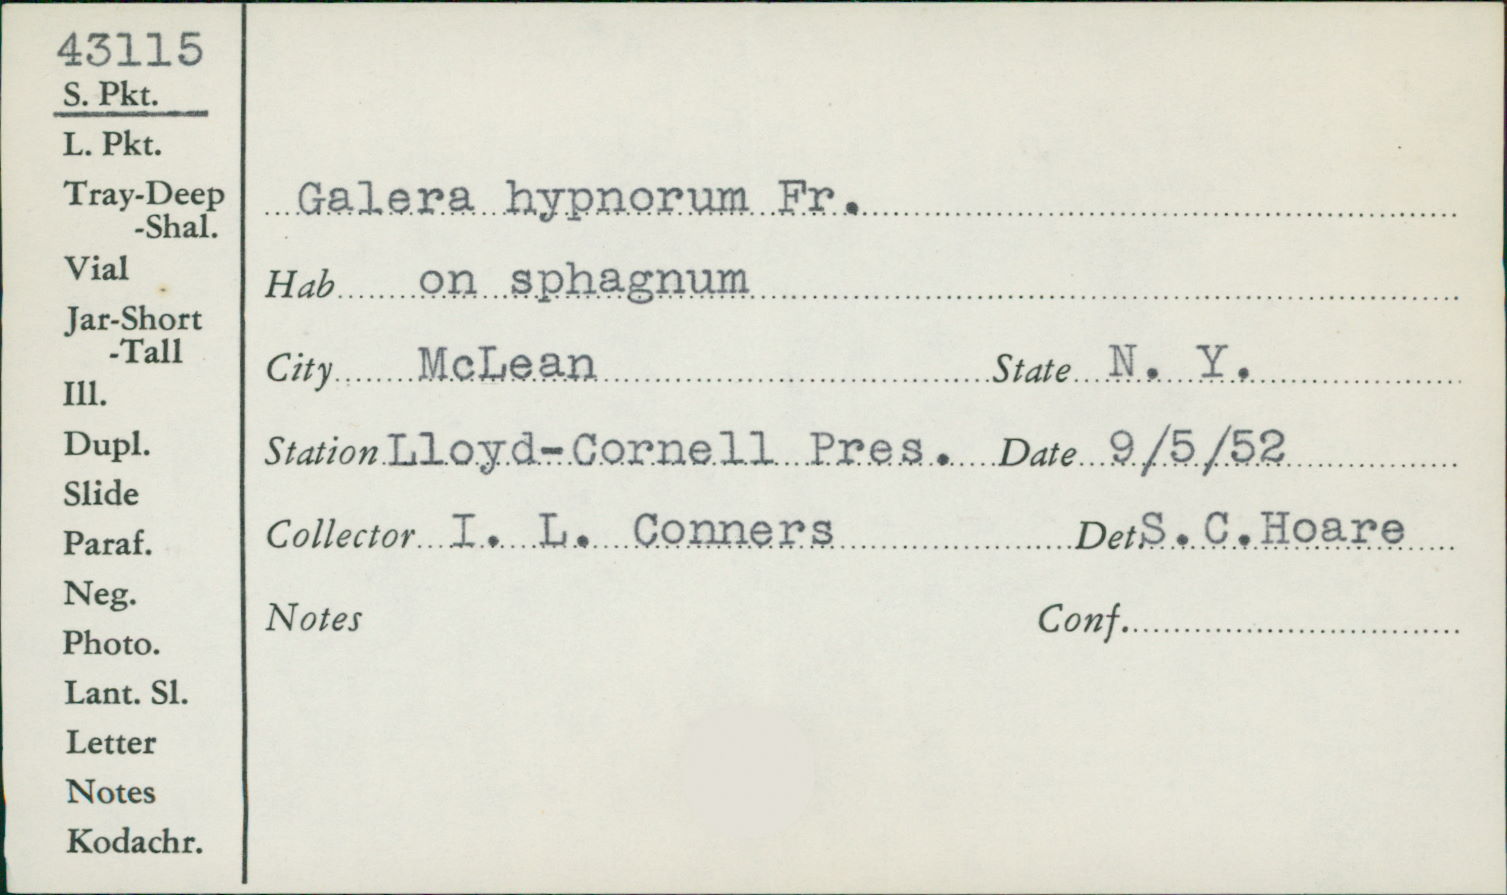 43115
S. Pkt.
L. Pkt.
Tray-Deep
-Shal.
Vial
Jar-Short
-Tall
Ill.
Dupl.
Slide
Paraf.
Neg.
Photo.
Lant. Sl.
Letter
Notes
Kodachr.
Galera hypnorum Fr.
Hab on sphagnum
City McLean State N. Y.
Station Lloyd-Cornell Pres. Date 9/5/52
Collector I. L. Conners Det. S.C.Hoare
Notes Conf.